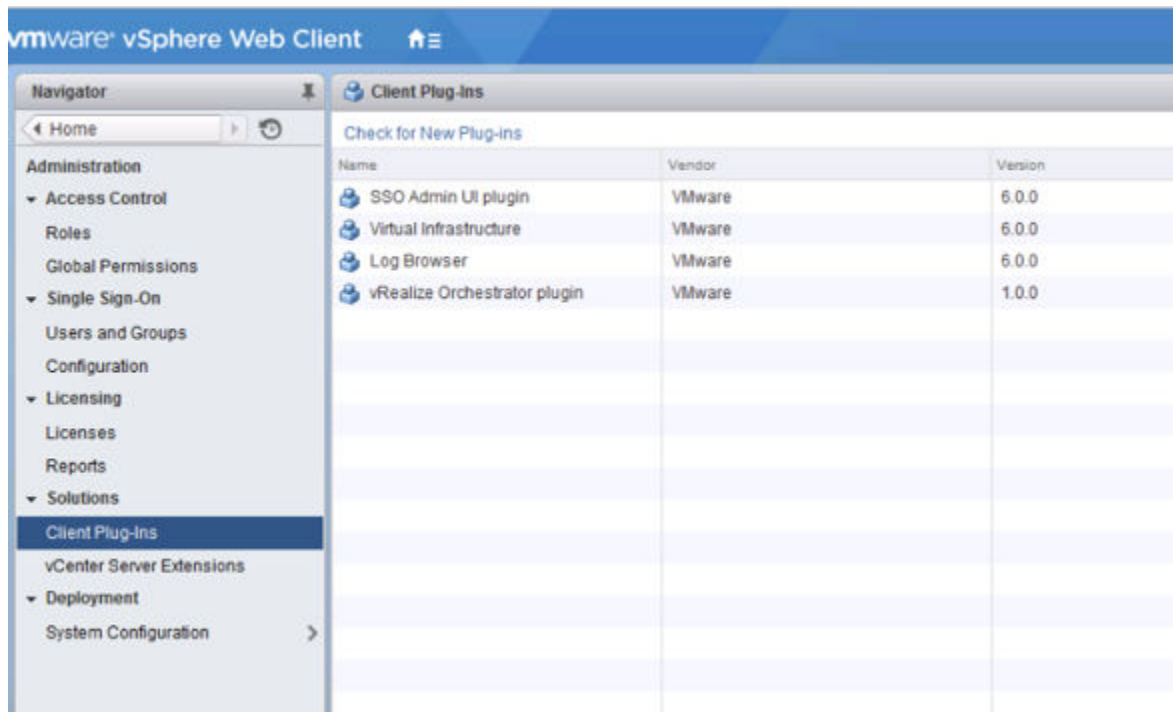 vmware vSphere Web Client
Navigator
Home
Administration
Access Control
Roles
Global Permissions
Single Sign-On
Users and Groups
Configuration
Licensing
Licenses
Reports
Solutions
Client Plug-Ins
vCenter Server Extensions
Deployment
System Configuration
Client Plug-Ins
Check for New Plug-ins
Name Vendor Version
SSO Admin UI plugin VMware 6.0.0
Virtual Infrastructure VMware 6.0.0
Log Browser VMware 6.0.0
vRealize Orchestrator plugin VMware 1.0.0